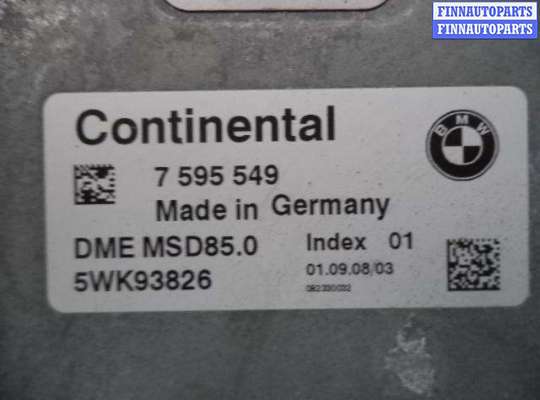 FINNAUTOPARTS
FINNAUTOPARTS
Continental
BMW
7 595 549
Made in Germany
DME MSD85.0 Index 01
5WK93826 01.09.08/03